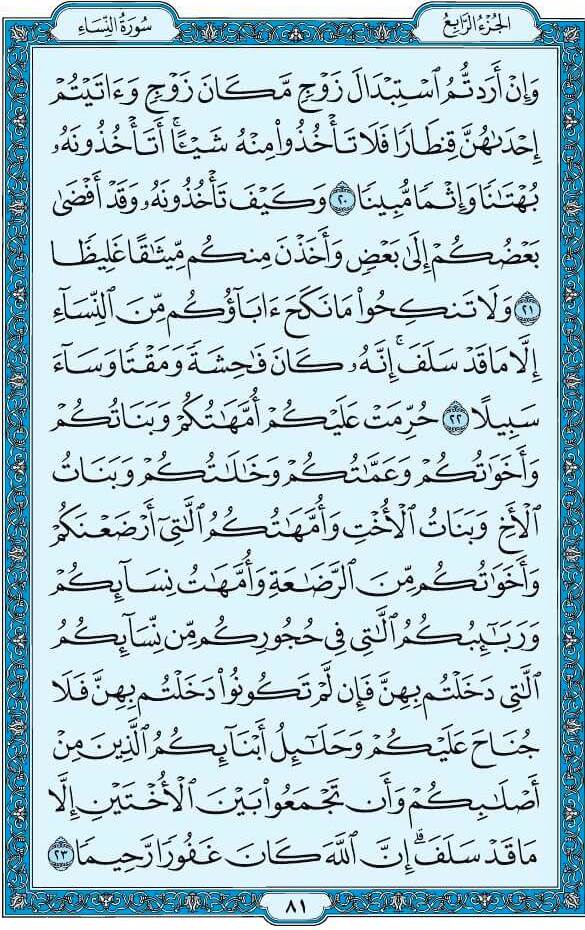 الجُزْءُ الرَّابِعُ
سُورَةُ النِّسَاءِ
وَإِنْ أَرَدتُّمُ ٱسْتِبْدَالَ زَوْجٍ مَّكَانَ زَوْجٍ وَءَاتَيْتُمْ
إِحْدَىٰهُنَّ قِنطَارًا فَلَا تَأْخُذُوا۟ مِنْهُ شَيْـًٔا ۚ أَتَأْخُذُونَهُۥ
بُهْتَـٰنًا وَإِثْمًا مُّبِينًا ٢٠ وَكَيْفَ تَأْخُذُونَهُۥ وَقَدْ أَفْضَىٰ
بَعْضُكُمْ إِلَىٰ بَعْضٍ وَأَخَذْنَ مِنكُم مِّيثَـٰقًا غَلِيظًا
٢١ وَلَا تَنكِحُوا۟ مَا نَكَحَ ءَابَآؤُكُم مِّنَ ٱلنِّسَآءِ
إِلَّا مَا قَدْ سَلَفَ ۚ إِنَّهُۥ كَانَ فَـٰحِشَةً وَمَقْتًا وَسَآءَ
سَبِيلًا ٢٢ حُرِّمَتْ عَلَيْكُمْ أُمَّهَـٰتُكُمْ وَبَنَاتُكُمْ
وَأَخَوَٰتُكُمْ وَعَمَّـٰتُكُمْ وَخَـٰلَـٰتُكُمْ وَبَنَاتُ
ٱلْأَخِ وَبَنَاتُ ٱلْأُخْتِ وَأُمَّهَـٰتُكُمُ ٱلَّـٰتِىٓ أَرْضَعْنَكُمْ
وَأَخَوَٰتُكُم مِّنَ ٱلرَّضَـٰعَةِ وَأُمَّهَـٰتُ نِسَآئِكُمْ
وَرَبَـٰٓئِبُكُمُ ٱلَّـٰتِى فِى حُجُورِكُم مِّن نِّسَآئِكُمُ
ٱلَّـٰتِى دَخَلْتُم بِهِنَّ فَإِن لَّمْ تَكُونُوا۟ دَخَلْتُم بِهِنَّ فَلَا
جُنَاحَ عَلَيْكُمْ وَحَلَـٰٓئِلُ أَبْنَآئِكُمُ ٱلَّذِينَ مِنْ
أَصْلَـٰبِكُمْ وَأَن تَجْمَعُوا۟ بَيْنَ ٱلْأُخْتَيْنِ إِلَّا
مَا قَدْ سَلَفَ ۗ إِنَّ ٱللَّهَ كَانَ غَفُورًا رَّحِيمًا ٢٣
٨١